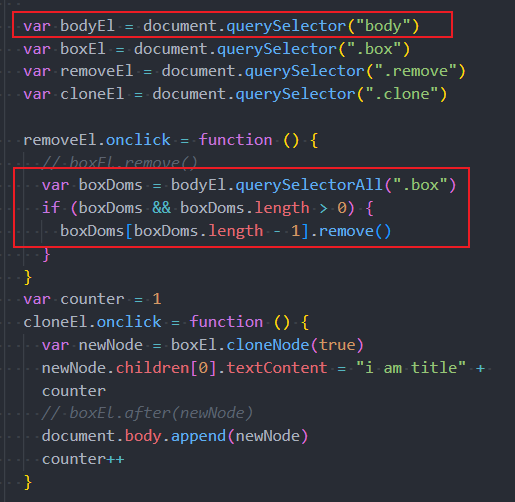 var bodyEl = document.querySelector("body")
var boxEl = document.querySelector(".box")
var removeEl = document.querySelector(".remove")
var cloneEl = document.querySelector(".clone")
removeEl.onclick = function () {
// boxEl.remove()
var boxDoms = bodyEl.querySelectorAll(".box")
if (boxDoms && boxDoms.length > 0) {
boxDoms[boxDoms.length - 1].remove()
}
}
var counter = 1
cloneEl.onclick = function () {
var newNode = boxEl.cloneNode(true)
newNode.children[0].textContent = "i am title" +
counter
// boxEl.after(newNode)
document.body.append(newNode)
counter++
}